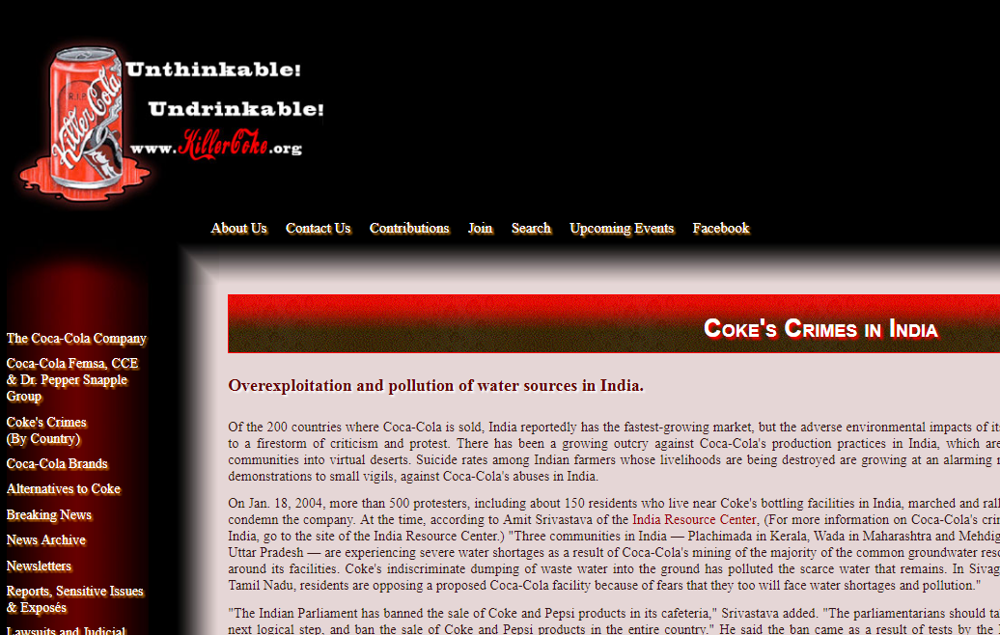 R.I.P.
Killer Cola
Unthinkable!
Undrinkable!
www.KillerCoke.org
About Us Contact Us Contributions Join Search Upcoming Events Facebook
The Coca-Cola Company
Coca-Cola Femsa, CCE
& Dr. Pepper Snapple
Group
Coke's Crimes
(By Country)
Coca-Cola Brands
Alternatives to Coke
Breaking News
News Archive
Newsletters
Reports, Sensitive Issues
& Exposés
Lawsuits and Judicial
Coke's Crimes in India
Overexploitation and pollution of water sources in India.
Of the 200 countries where Coca-Cola is sold, India reportedly has the fastest-growing market, but the adverse environmental impacts of it
to a firestorm of criticism and protest. There has been a growing outcry against Coca-Cola's production practices in India, which are
communities into virtual deserts. Suicide rates among Indian farmers whose livelihoods are being destroyed are growing at an alarming
demonstrations to small vigils, against Coca-Cola's abuses in India.
On Jan. 18, 2004, more than 500 protesters, including about 150 residents who live near Coke's bottling facilities in India, marched and rall
condemn the company. At the time, according to Amit Srivastava of the India Resource Center, (For more information on Coca-Cola's cri
India, go to the site of the India Resource Center.) "Three communities in India — Plachimada in Kerala, Wada in Maharashtra and Mehdig
Uttar Pradesh — are experiencing severe water shortages as a result of Coca-Cola's mining of the majority of the common groundwater reso
around its facilities. Coke's indiscriminate dumping of waste water into the ground has polluted the scarce water that remains. In Sivag
Tamil Nadu, residents are opposing a proposed Coca-Cola facility because of fears that they too will face water shortages and pollution."
"The Indian Parliament has banned the sale of Coke and Pepsi products in its cafeteria," Srivastava added. "The parliamentarians should ta
next logical step, and ban the sale of Coke and Pepsi products in the entire country." He said the ban came as a result of tests by the